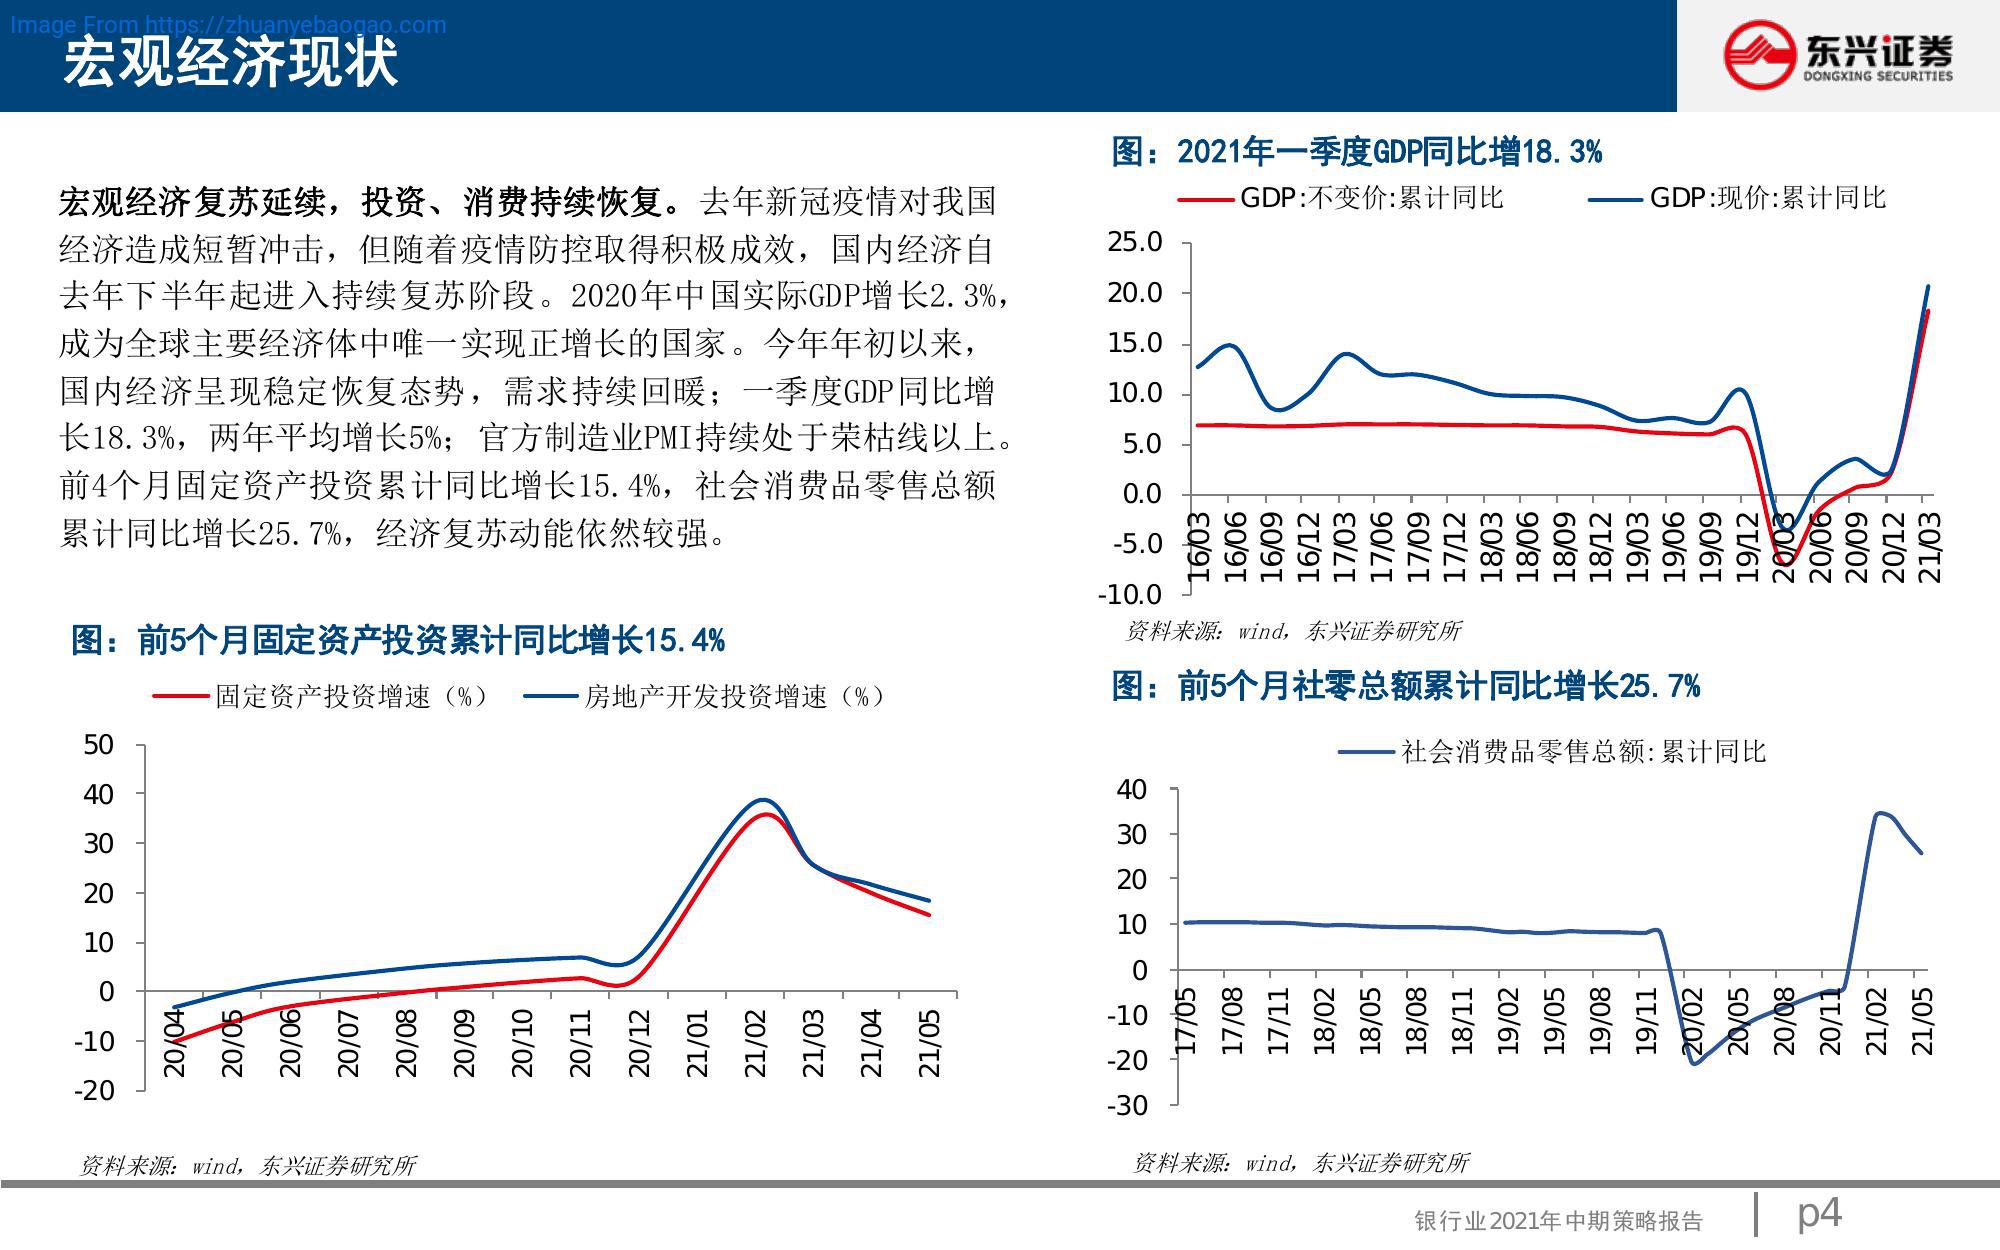 Image From https://zhuanyebaogao.com
宏观经济现状
东兴证券
DONGXING SECURITIES
宏观经济复苏延续，投资、消费持续恢复。去年新冠疫情对我国
经济造成短暂冲击，但随着疫情防控取得积极成效，国内经济自
去年下半年起进入持续复苏阶段。2020年中国实际GDP增长2.3%，
成为全球主要经济体中唯一实现正增长的国家。今年年初以来，
国内经济呈现稳定恢复态势，需求持续回暖；一季度GDP同比增
长18.3%，两年平均增长5%；官方制造业PMI持续处于荣枯线以上。
前4个月固定资产投资累计同比增长15.4%，社会消费品零售总额
累计同比增长25.7%，经济复苏动能依然较强。
图：2021年一季度GDP同比增18.3%
GDP:不变价:累计同比 GDP:现价:累计同比
25.0
20.0
15.0
10.0
5.0
0.0
-5.0
-10.0
16/03 16/06 16/09 16/12 17/03 17/06 17/09 17/12 18/03 18/06 18/09 18/12 19/03 19/06 19/09 19/12 20/03 20/06 20/09 20/12 21/03
资料来源：wind，东兴证券研究所
图：前5个月固定资产投资累计同比增长15.4%
固定资产投资增速（%） 房地产开发投资增速（%）
50
40
30
20
10
0
-10
-20
20/04 20/05 20/06 20/07 20/08 20/09 20/10 20/11 20/12 21/01 21/02 21/03 21/04 21/05
资料来源：wind，东兴证券研究所
图：前5个月社零总额累计同比增长25.7%
社会消费品零售总额:累计同比
40
30
20
10
0
-10
-20
-30
17/05 17/08 17/11 18/02 18/05 18/08 18/11 19/02 19/05 19/08 19/11 20/02 20/05 20/08 20/11 21/02 21/05
资料来源：wind，东兴证券研究所
银行业2021年中期策略报告
p4